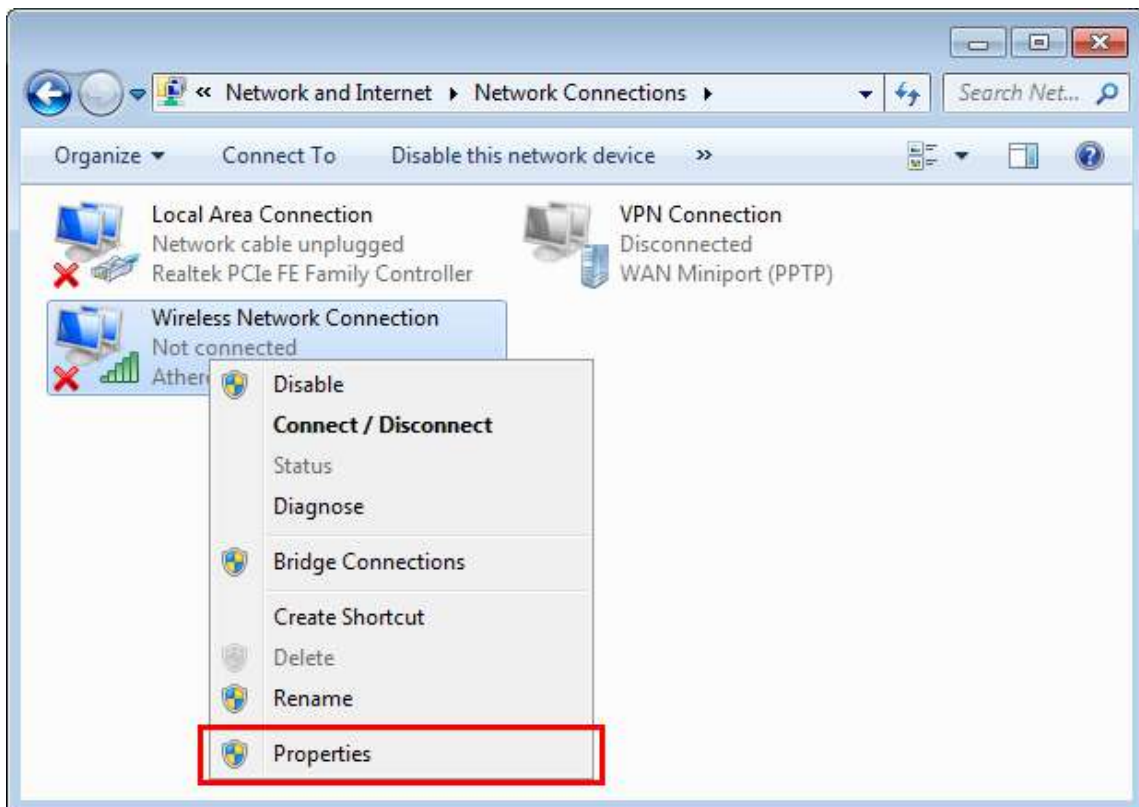 « Network and Internet ▸ Network Connections ▸
Search Net...
Organize ▾ Connect To Disable this network device »
Local Area Connection
Network cable unplugged
Realtek PCIe FE Family Controller
VPN Connection
Disconnected
WAN Miniport (PPTP)
Wireless Network Connection
Not connected
Disable
Connect / Disconnect
Status
Diagnose
Bridge Connections
Create Shortcut
Delete
Rename
Properties